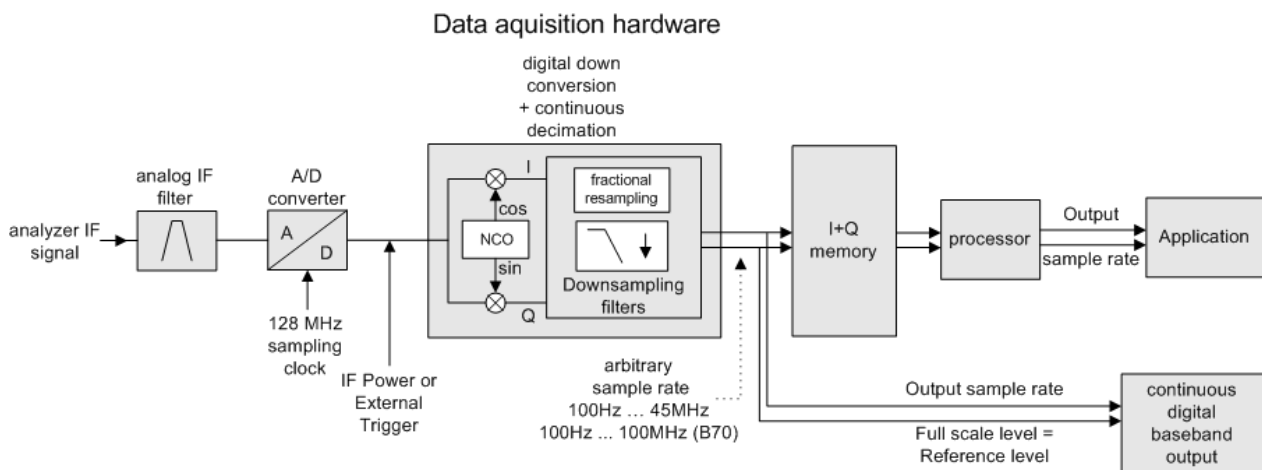 Data aquisition hardware
digital down
conversion
+ continuous
decimation
analog IF
filter
A/D
converter
analyzer IF
signal
A
D
128 MHz
sampling
clock
IF Power or
External
Trigger
I
cos
NCO
sin
Q
fractional
resampling
Downsampling
filters
arbitrary
sample rate
100Hz ... 45MHz
100Hz ... 100MHz (B70)
I+Q
memory
processor
Output
sample rate
Application
Output sample rate
Full scale level =
Reference level
continuous
digital
baseband
output